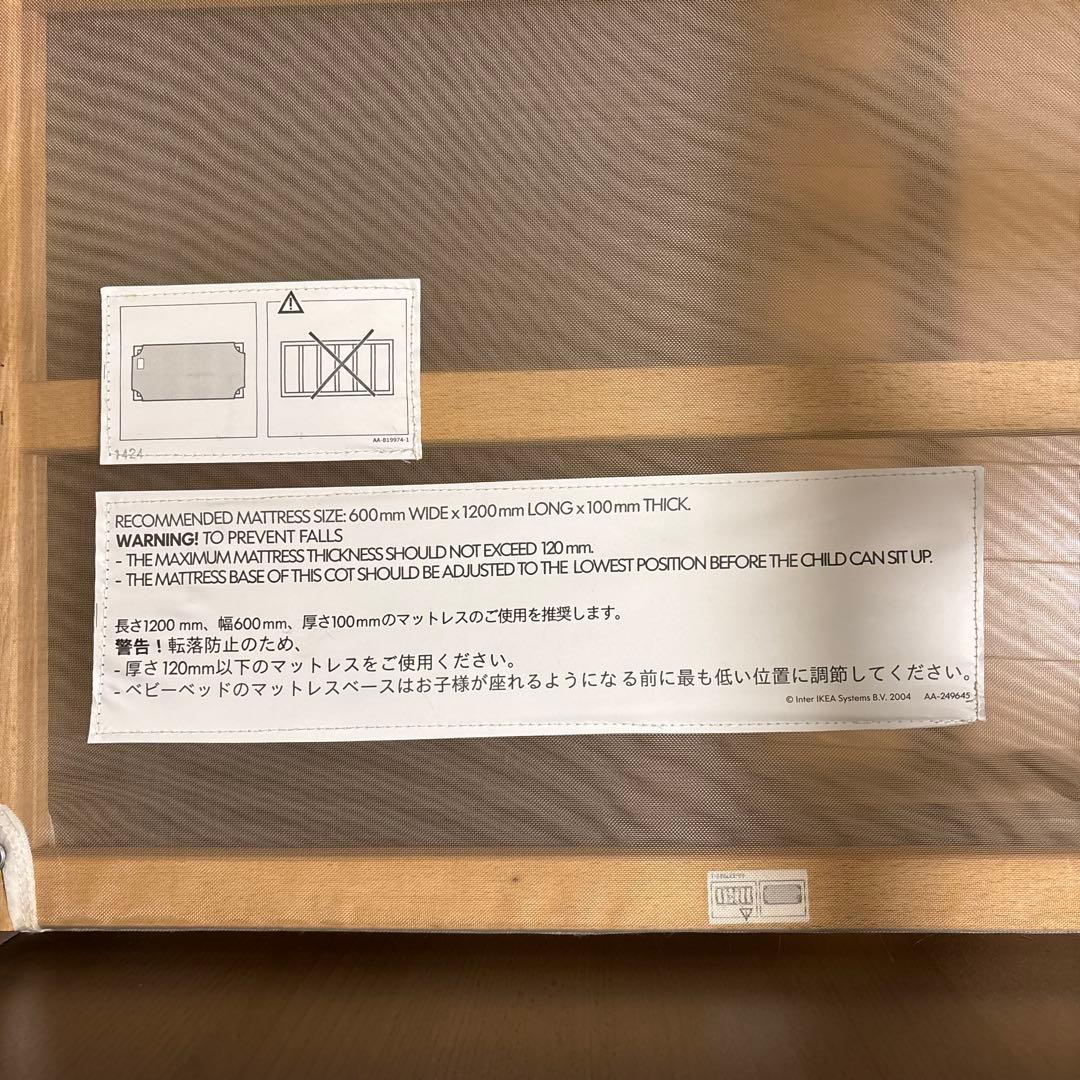 AA-819974-1
1424
RECOMMENDED MATTRESS SIZE: 600mm WIDE x 1200mm LONG x 100mm THICK.
WARNING! TO PREVENT FALLS
- THE MAXIMUM MATTRESS THICKNESS SHOULD NOT EXCEED 120 mm.
- THE MATTRESS BASE OF THIS COT SHOULD BE ADJUSTED TO THE LOWEST POSITION BEFORE THE CHILD CAN SIT UP.
長さ1200 mm、幅600mm、厚さ100mmのマットレスのご使用を推奨します。
警告！転落防止のため、
- 厚さ120mm以下のマットレスをご使用ください。
- ベビーベッドのマットレスベースはお子様が座れるようになる前に最も低い位置に調節してください。
© Inter IKEA Systems B.V. 2004 AA-249645